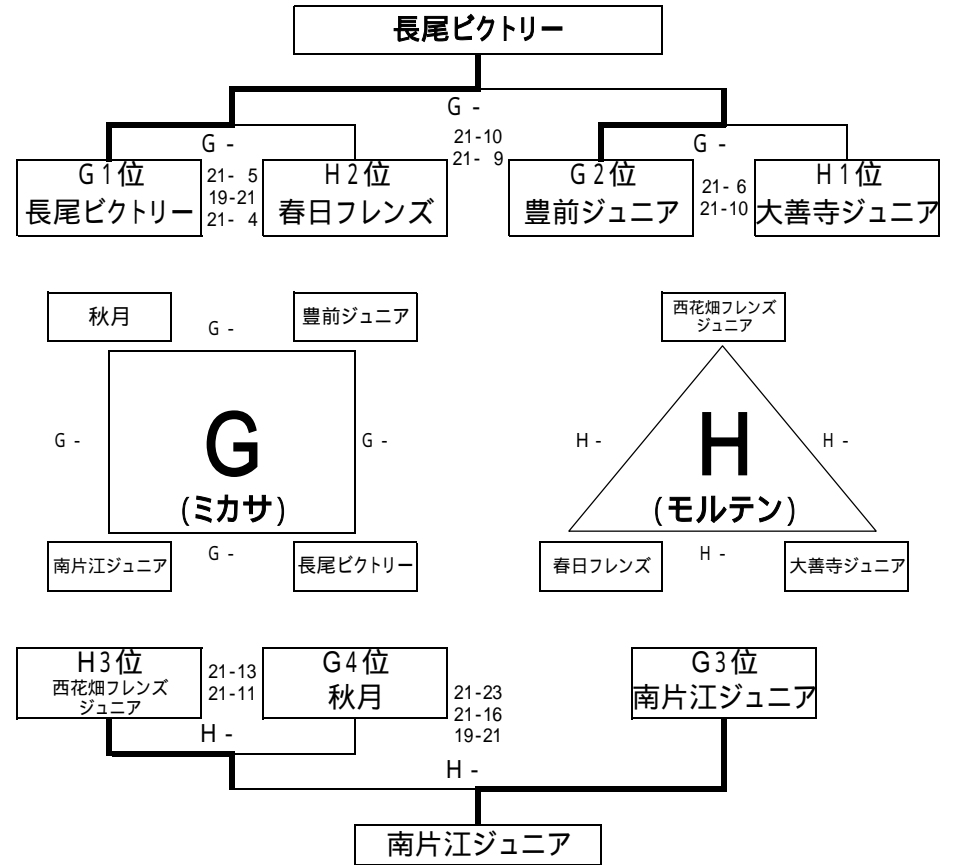 長尾ビクトリー
G -
21-10
21- 9
G -
G -
G1位
長尾ビクトリー
21- 5
19-21
21- 4
H2位
春日フレンズ
G2位
豊前ジュニア
21- 6
21-10
H1位
大善寺ジュニア
秋月
G -
豊前ジュニア
西花畑フレンズ
ジュニア
G -
G
(ミカサ)
G -
H -
H
(モルテン)
H -
南片江ジュニア
G -
長尾ビクトリー
春日フレンズ
H -
大善寺ジュニア
H3位
西花畑フレンズ
ジュニア
21-13
21-11
G4位
秋月
21-23
21-16
19-21
G3位
南片江ジュニア
H -
H -
南片江ジュニア